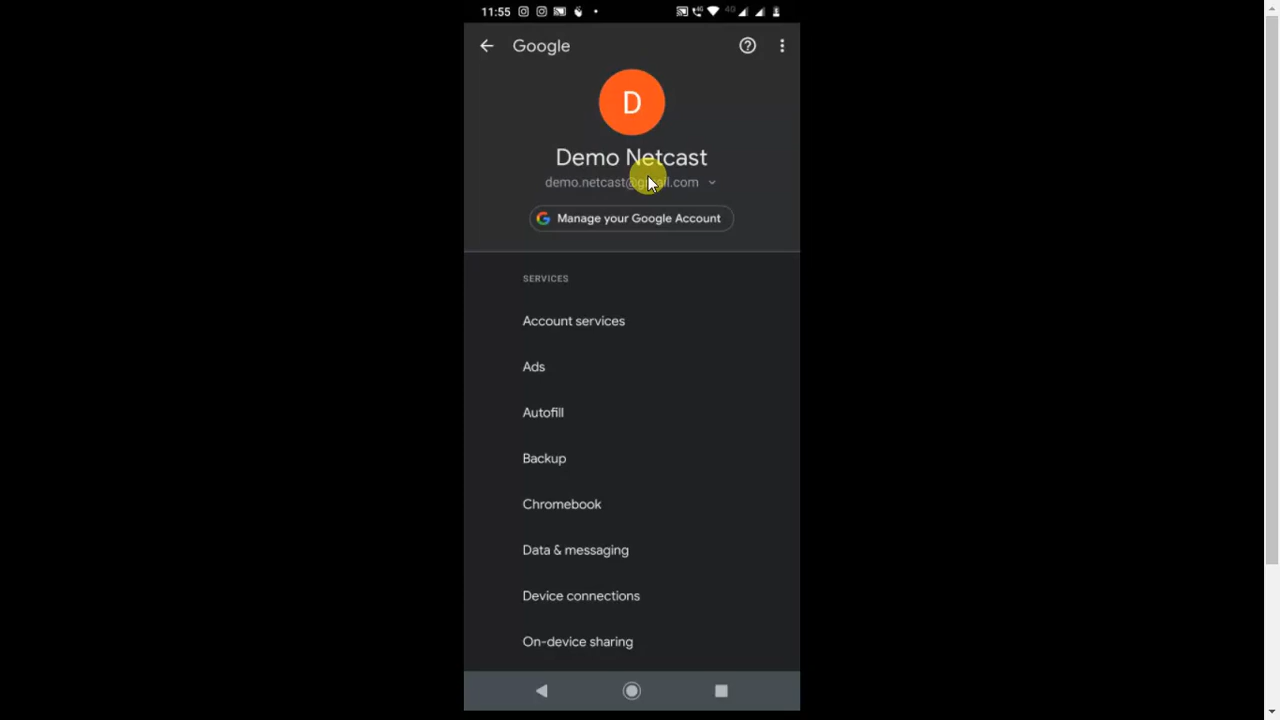 11:55 4G
Google
D
Demo Netcast
demo.netcast@gmail.com
Manage your Google Account
SERVICES
Account services
Ads
Autofill
Backup
Chromebook
Data & messaging
Device connections
On-device sharing